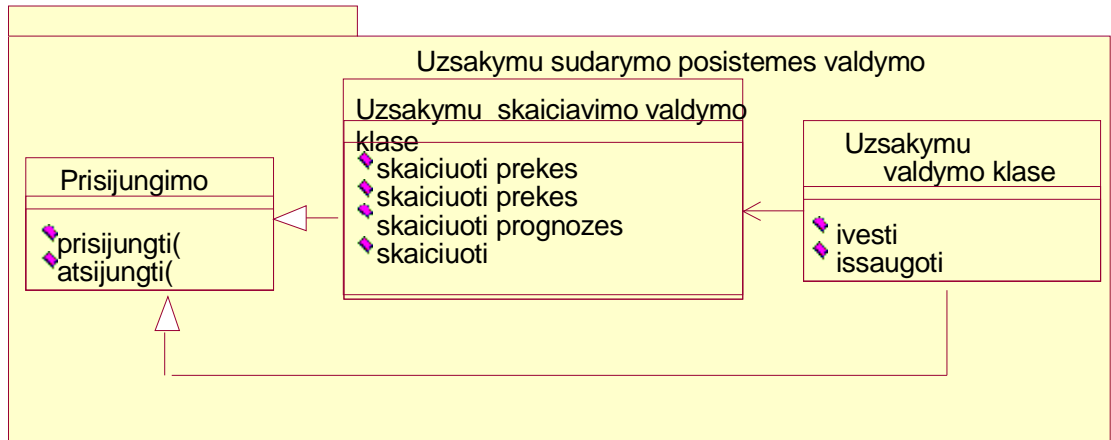 Uzsakymu sudarymo posistemes valdymo
Prisijungimo
prisijungti(
atsijungti(
Uzsakymu skaiciavimo valdymo
klase
skaiciuoti prekes
skaiciuoti prekes
skaiciuoti prognozes
skaiciuoti
Uzsakymu
valdymo klase
ivesti
issaugoti